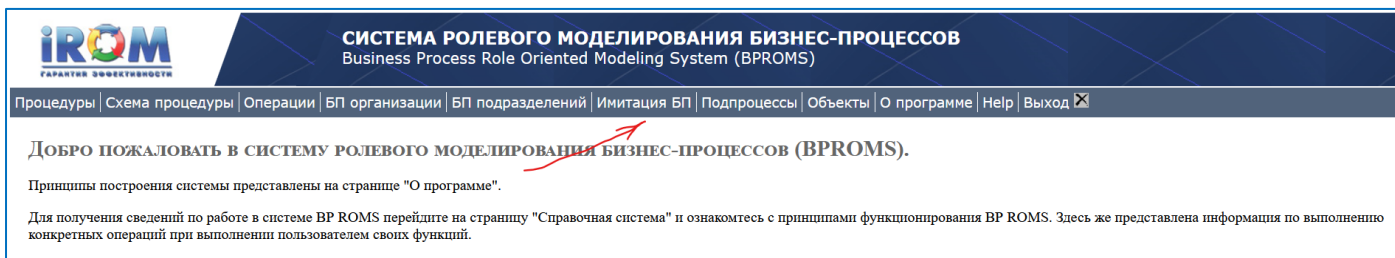 iROM
ГАРАНТИЯ ЭФФЕКТИВНОСТИ
СИСТЕМА РОЛЕВОГО МОДЕЛИРОВАНИЯ БИЗНЕС-ПРОЦЕССОВ
Business Process Role Oriented Modeling System (BPROMS)
Процедуры | Схема процедуры | Операции | БП организации | БП подразделений | Имитация БП | Подпроцессы | Объекты | О программе | Help | Выход
Добро пожаловать в систему ролевого моделирования бизнес-процессов (BPROMS).
Принципы построения системы представлены на странице "О программе".
Для получения сведений по работе в системе BP ROMS перейдите на страницу "Справочная система" и ознакомтесь с принципами функционирования BP ROMS. Здесь же представлена информация по выполнению
конкретных операций при выполнении пользователем своих функций.